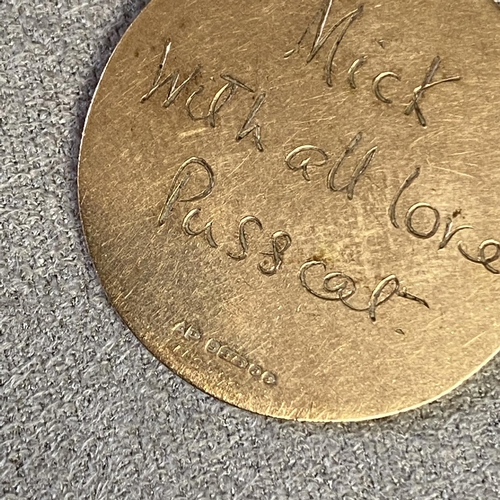 Mick
With all love
Pusscat